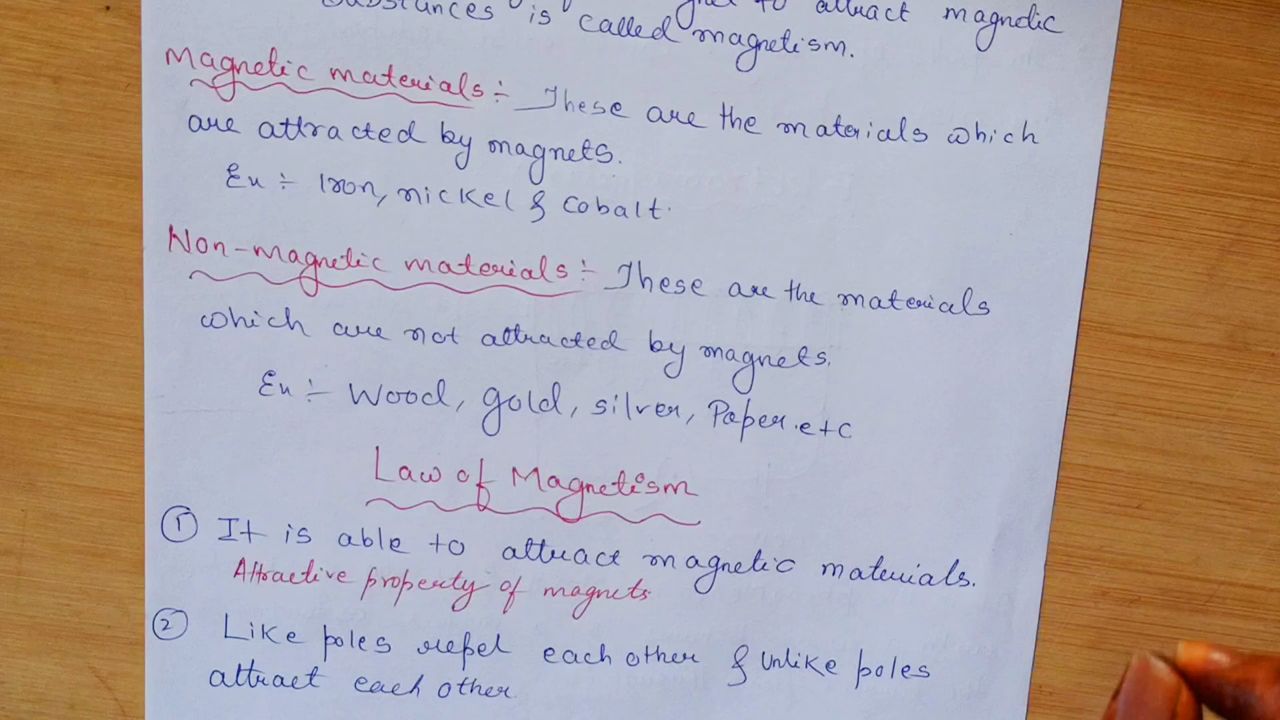 substances is called magnetism.
to attract magnetic
Magnetic materials:- These are the materials which
are attracted by magnets.
Ex:- Iron, nickel & cobalt.
Non-magnetic materials:- These are the materials
which are not attracted by magnets.
Ex:- Wood, gold, silver, Paper.etc
Law of Magnetism
① It is able to attract magnetic materials.
Attractive property of magnets
② Like poles repel each other & unlike poles
attract each other.